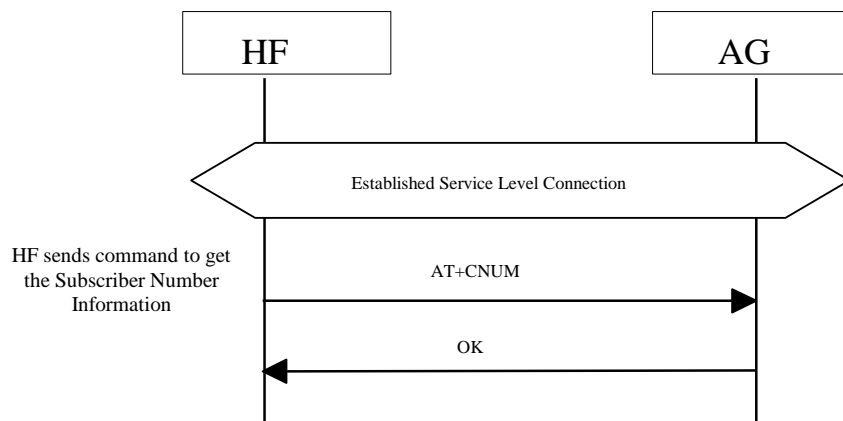 HF
AG
Established Service Level Connection
HF sends command to get
the Subscriber Number
Information
AT+CNUM
OK